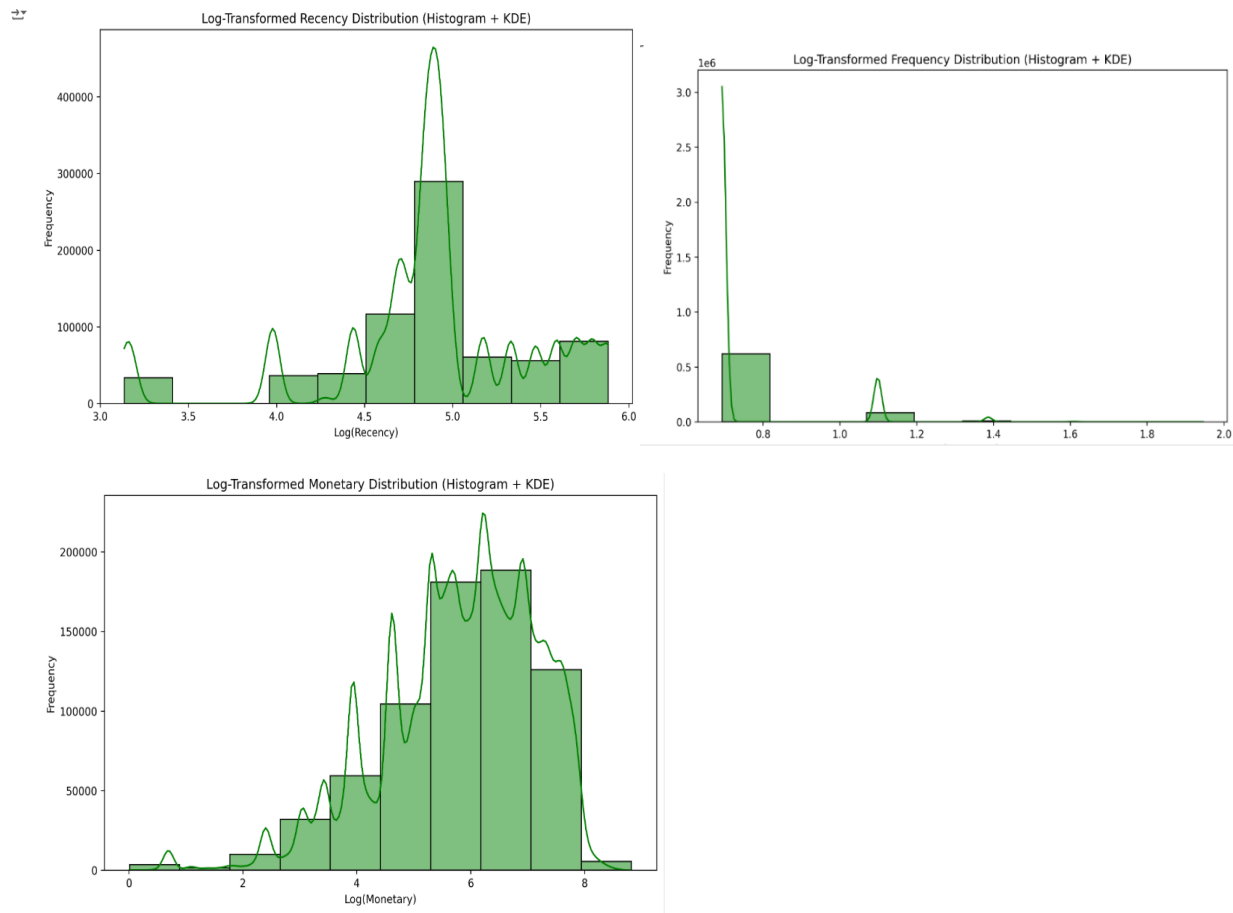 Log-Transformed Recency Distribution (Histogram + KDE)
Frequency
400000
300000
200000
100000
0
3.0 3.5 4.0 4.5 5.0 5.5 6.0
Log(Recency)
Log-Transformed Frequency Distribution (Histogram + KDE)
1e6
Frequency
3.0
2.5
2.0
1.5
1.0
0.5
0.0
0.8 1.0 1.2 1.4 1.6 1.8 2.0
Log-Transformed Monetary Distribution (Histogram + KDE)
Frequency
200000
150000
100000
50000
0
0 2 4 6 8
Log(Monetary)